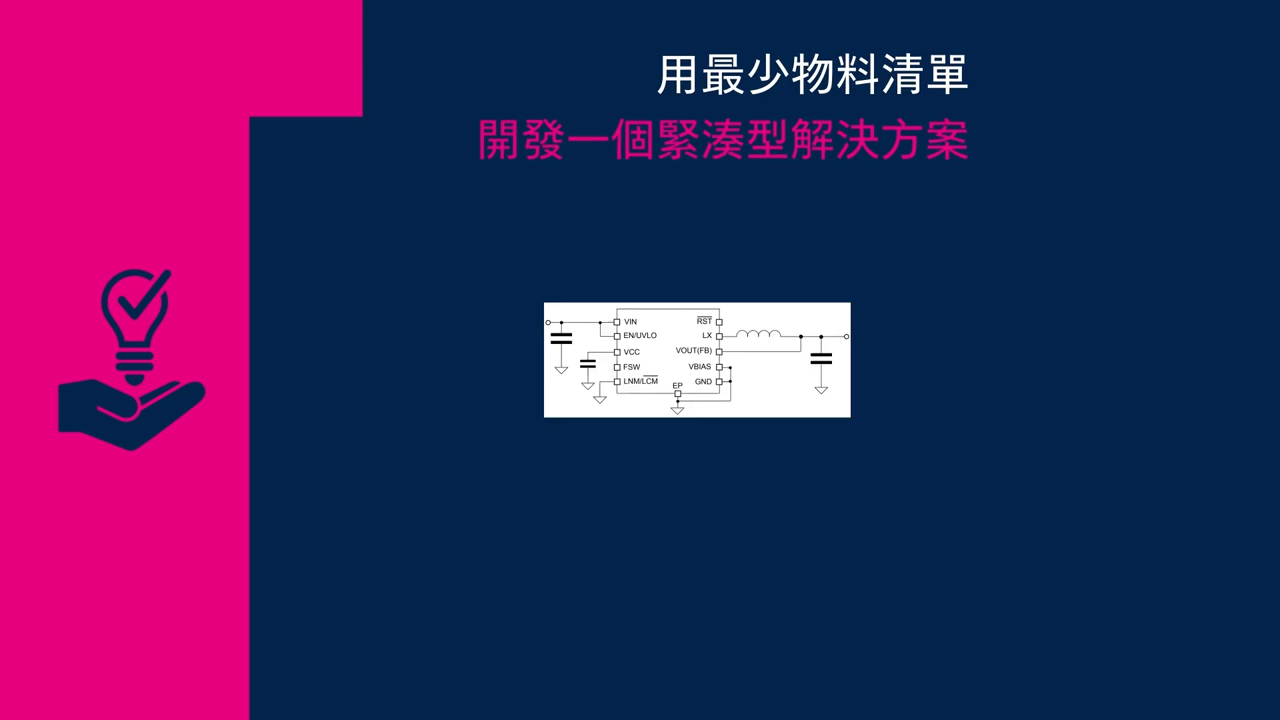 用最少物料清單
開發一個緊湊型解決方案
VIN
EN/UVLO
VCC
FSW
LNM/LCM
EP
RST
LX
VOUT(FB)
VBIAS
GND